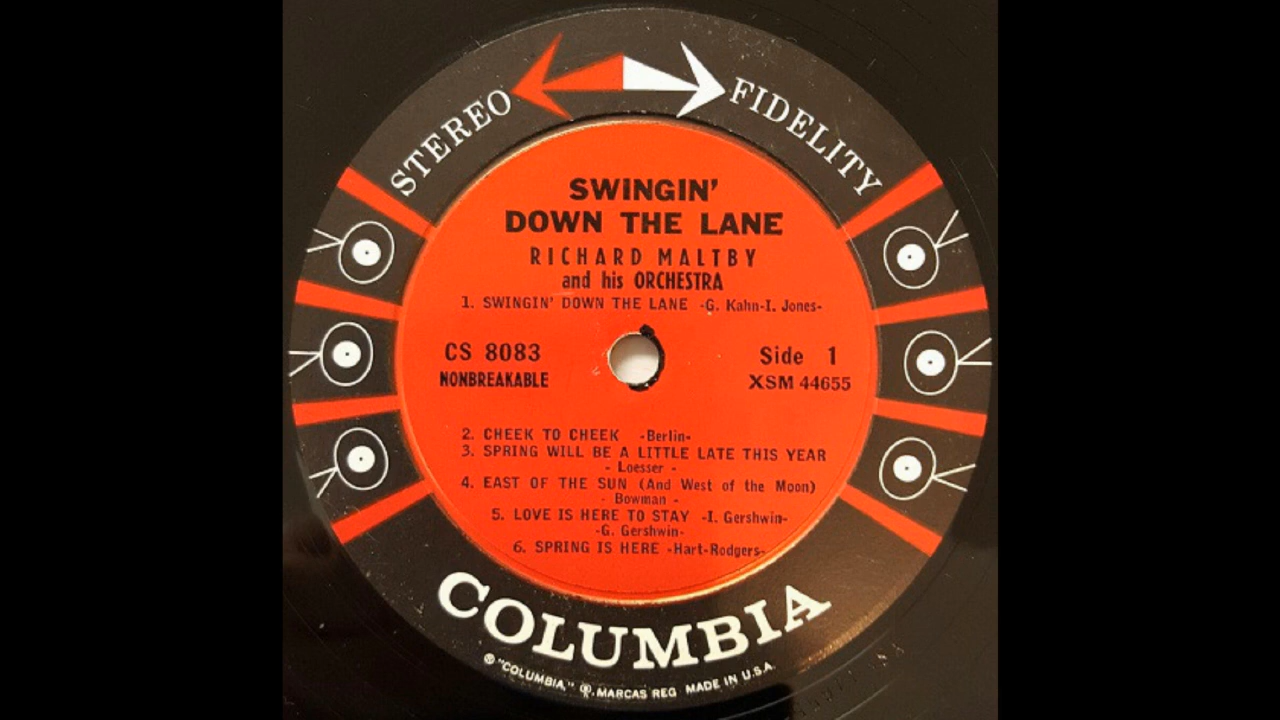 STEREO FIDELITY
SWINGIN'
DOWN THE LANE
RICHARD MALTBY
and his ORCHESTRA
1. SWINGIN' DOWN THE LANE -G. Kahn-I. Jones-
CS 8083
NONBREAKABLE
Side 1
XSM 44655
2. CHEEK TO CHEEK -Berlin-
3. SPRING WILL BE A LITTLE LATE THIS YEAR
- Loesser -
4. EAST OF THE SUN (And West of the Moon)
- Bowman -
5. LOVE IS HERE TO STAY -I. Gershwin-
-G. Gershwin-
6. SPRING IS HERE -Hart-Rodgers-
COLUMBIA
® "COLUMBIA," ®, MARCAS REG MADE IN U.S.A.